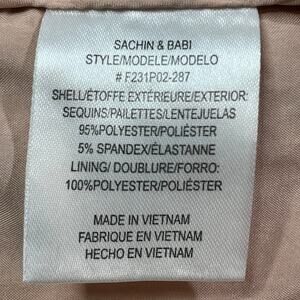 SACHIN & BABI
STYLE/MODELE/MODELO
# F231P02-287
SHELL/ÉTOFFE EXTÉRIEURE/EXTERIOR:
SEQUINS/PAILETTES/LENTEJUELAS
95%POLYESTER/POLIÉSTER
5% SPANDEX/ÉLASTANNE
LINING/ DOUBLURE/FORRO:
100%POLYESTER/POLIÉSTER
MADE IN VIETNAM
FABRIQUE EN VIETNAM
HECHO EN VIETNAM